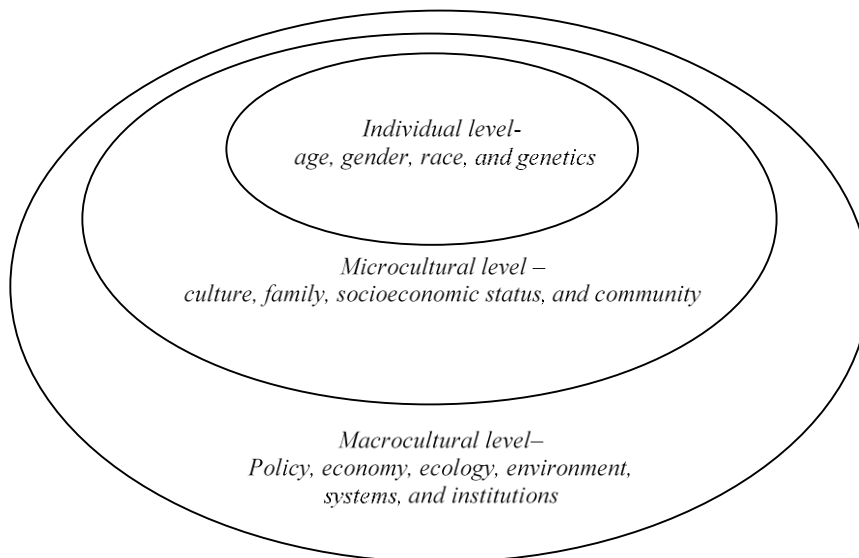 Individual level-
age, gender, race, and genetics
Microcultural level –
culture, family, socioeconomic status, and community
Macrocultural level–
Policy, economy, ecology, environment,
systems, and institutions